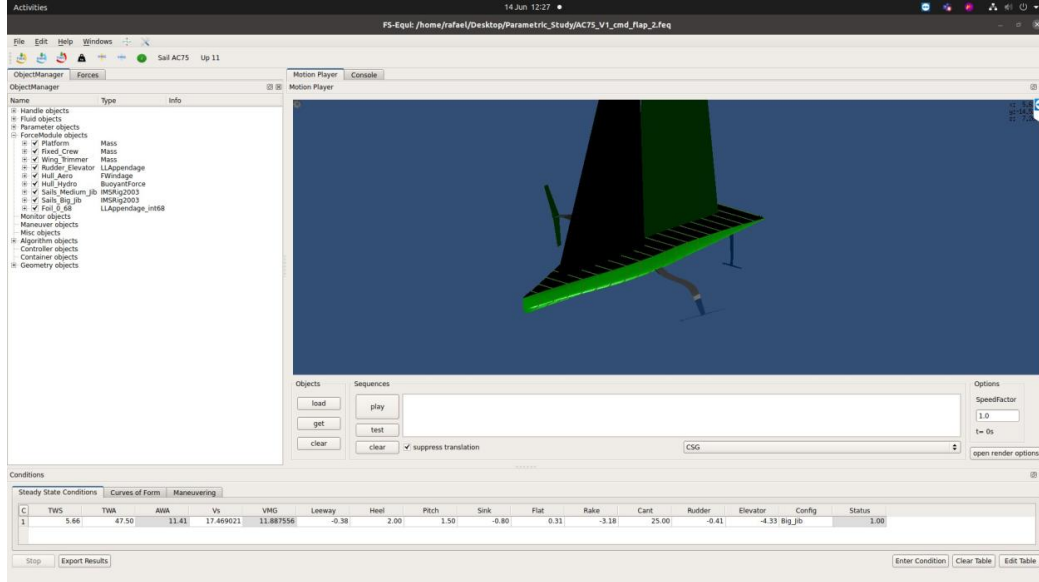 Activities
14 Jun 12:27
FS-Equi: /home/rafael/Desktop/Parametric_Study/AC75_V1_cmd_flap_2.feq
File Edit Help Windows
Sail AC75 Up 11
ObjectManager Forces
Motion Player Console
ObjectManager
Motion Player
Name Type Info
Handle objects
Fluid objects
Parameter objects
ForceModule objects
Platform Mass
Fixed_Crew Mass
Wing_Trimmer Mass
Rudder_Elevator LLAppendage
Hull_Aero FWindage
Hull_Hydro BuoyantForce
Sails_Medium_Jib IMSRig2003
Sails_Big_Jib IMSRig2003
Foil_0_68 LLAppendage_int68
Monitor objects
Maneuver objects
Misc objects
Algorithm objects
Controller objects
Container objects
Geometry objects
Objects Sequences Options
load play SpeedFactor
get test 1.0
t= 0s
clear clear suppress translation CSG open render options
Conditions
Steady State Conditions Curves of Form Maneuvering
C TWS TWA AWA Vs VMG Leeway Heel Pitch Sink Flat Rake Cant Rudder Elevator Config Status
1 5.66 47.50 11.41 17.469021 11.887556 -0.38 2.00 1.50 -0.80 0.31 -3.18 25.00 -0.41 -4.33 Big_Jib 1.00
Stop Export Results Enter Condition Clear Table Edit Table